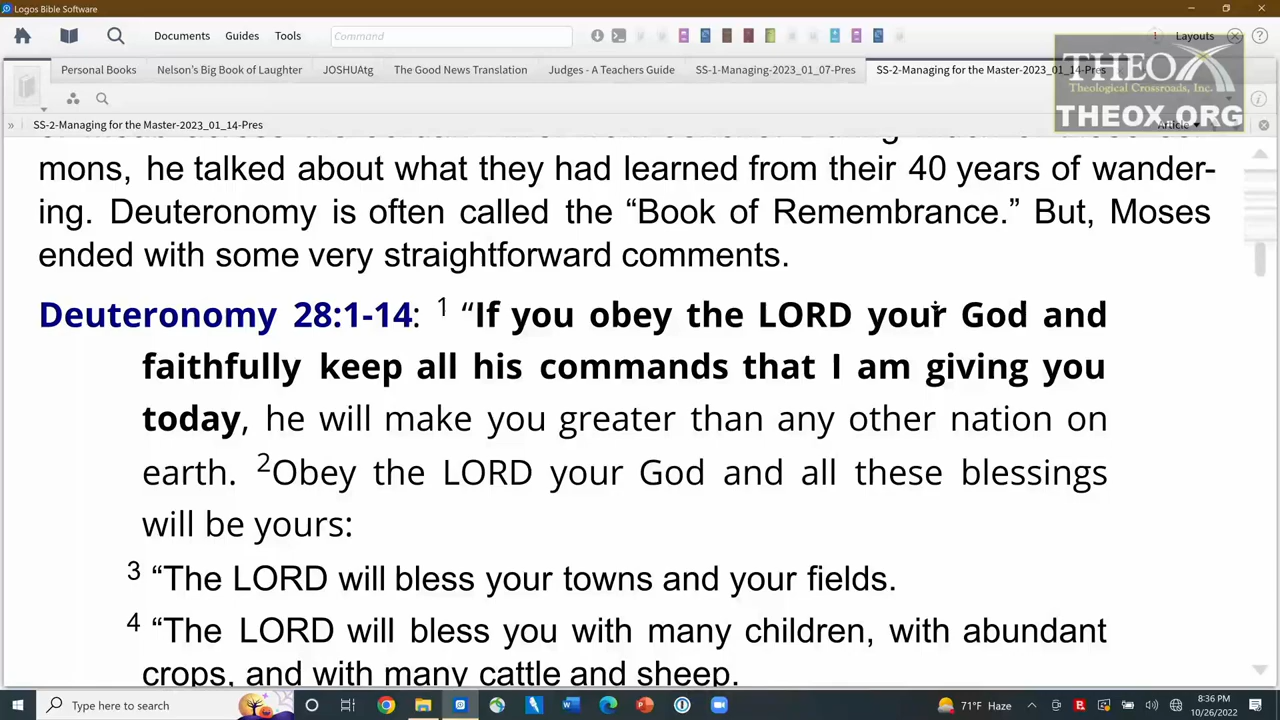 Logos Bible Software
Documents Guides Tools Command Layouts
Personal Books Nelson's Big Book of Laughter JOSHU News Translation Judges - A Teachers Guide SS-1-Managing-2023_01_07-Pres SS-2-Managing for the Master-2023_01_14-Pres
THEOX
Theological Crossroads, Inc.
THEOX.ORG
SS-2-Managing for the Master-2023_01_14-Pres Article
mons, he talked about what they had learned from their 40 years of wander-
ing. Deuteronomy is often called the “Book of Remembrance.” But, Moses
ended with some very straightforward comments.
Deuteronomy 28:1-14: 1 “If you obey the LORD your God and
faithfully keep all his commands that I am giving you
today, he will make you greater than any other nation on
earth. 2Obey the LORD your God and all these blessings
will be yours:
3 “The LORD will bless your towns and your fields.
4 “The LORD will bless you with many children, with abundant
crops, and with many cattle and sheep.
Type here to search 71°F Haze 8:36 PM
10/26/2022